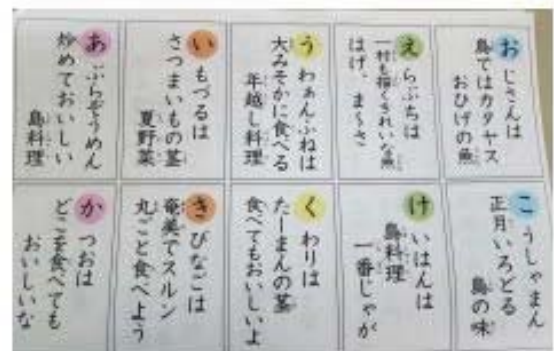 あぶらぞうめん
炒めておいしい
島料理
いもづるは
さつまいもの茎
夏野菜
うわぁんふねは
大みそかに食べる
年越し料理
えらぶちは
一村も描くきれいな魚
はげ、まーさ
おじさんは
島ではカタヤス
おひげの魚
かつおは
どこを食べても
おいしいな
きびなごは
奄美でスルン
丸ごと食べよう
くわりは
たーまんの茎
食べてもおいしいよ
けいはんは
島料理
一番じゃが
こうしゃまん
正月いろどる
島の味